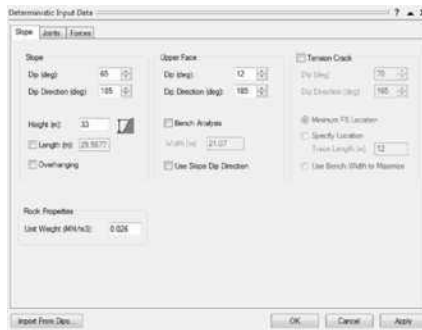 Deterministic Input Data
Slope
Joints
Forces
Slope
Dip (deg): 65
Dip Direction (deg): 185
Height (m): 33
Length (m): 29.5677
Overhanging
Upper Face
Dip (deg): 12
Dip Direction (deg): 185
Bench Analysis
Width (m): 21.07
Use Slope Dip Direction
Tension Crack
Dip (deg): 70
Dip Direction (deg): 165
Minimum FS Location
Specify Location
Trace Length (m): 12
Use Bench Width to Maximize
Rock Properties
Unit Weight (MN/m3): 0.026
Import From Dips...
OK
Cancel
Apply